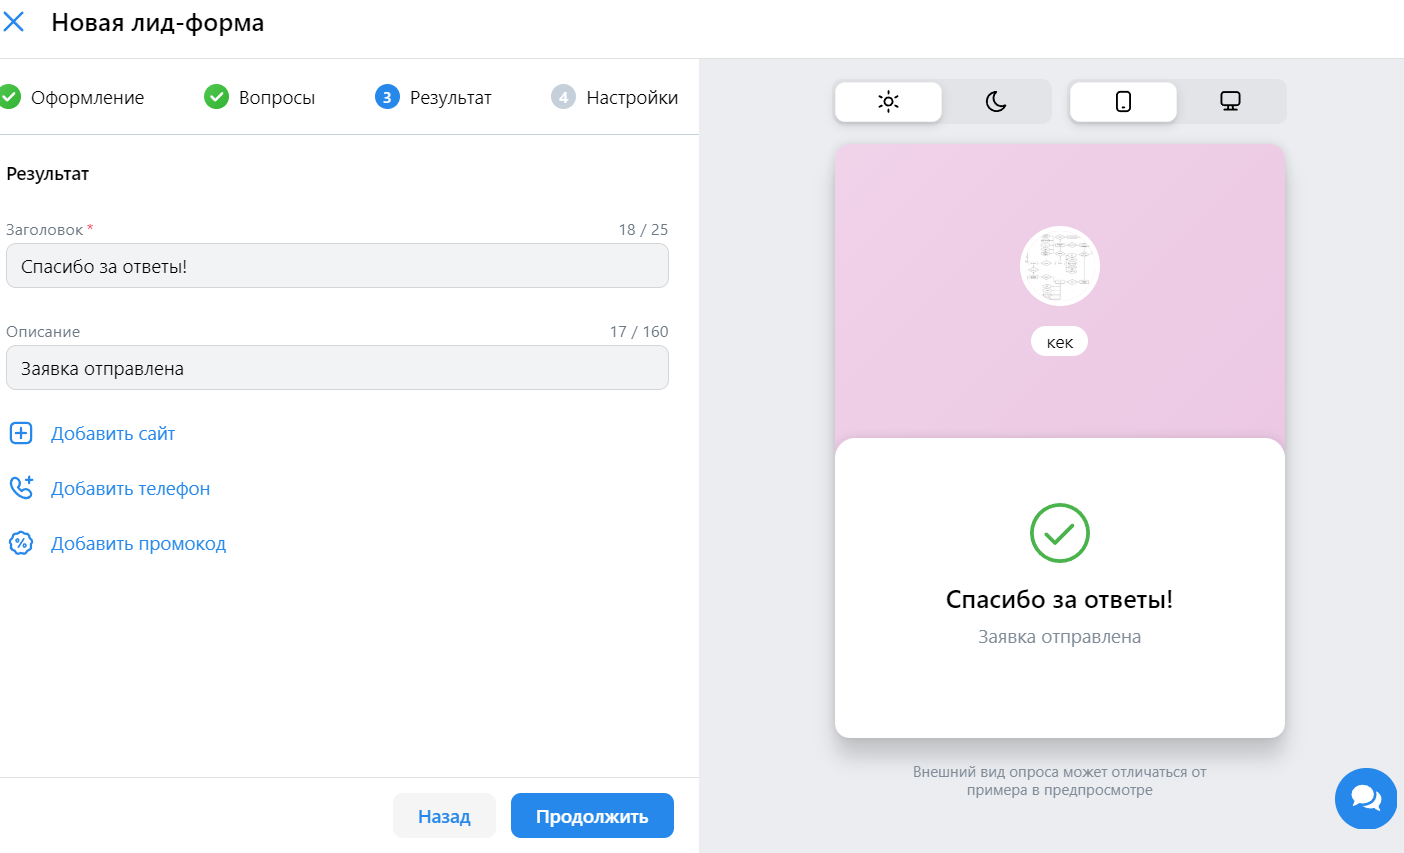 Новая лид-форма
Оформление
Вопросы
3 Результат
4 Настройки
Результат
Заголовок *
18 / 25
Спасибо за ответы!
Описание
17 / 160
Заявка отправлена
Добавить сайт
Добавить телефон
Добавить промокод
Назад
Продолжить
кек
Спасибо за ответы!
Заявка отправлена
Внешний вид опроса может отличаться от
примера в предпросмотре